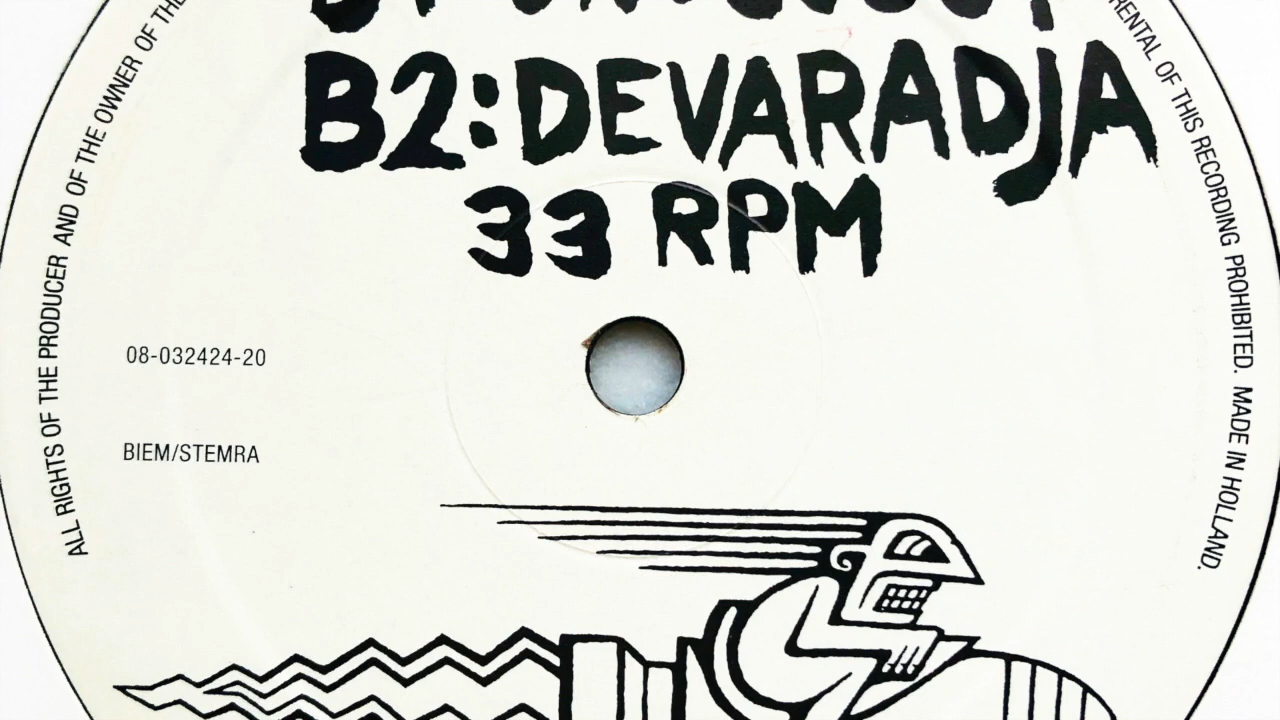 B2:DEVARADJA
33 RPM
08-032424-20
BIEM/STEMRA
ALL RIGHTS OF THE PRODUCER AND OF THE OWNER OF THE
RENTAL OF THIS RECORDING PROHIBITED. MADE IN HOLLAND.